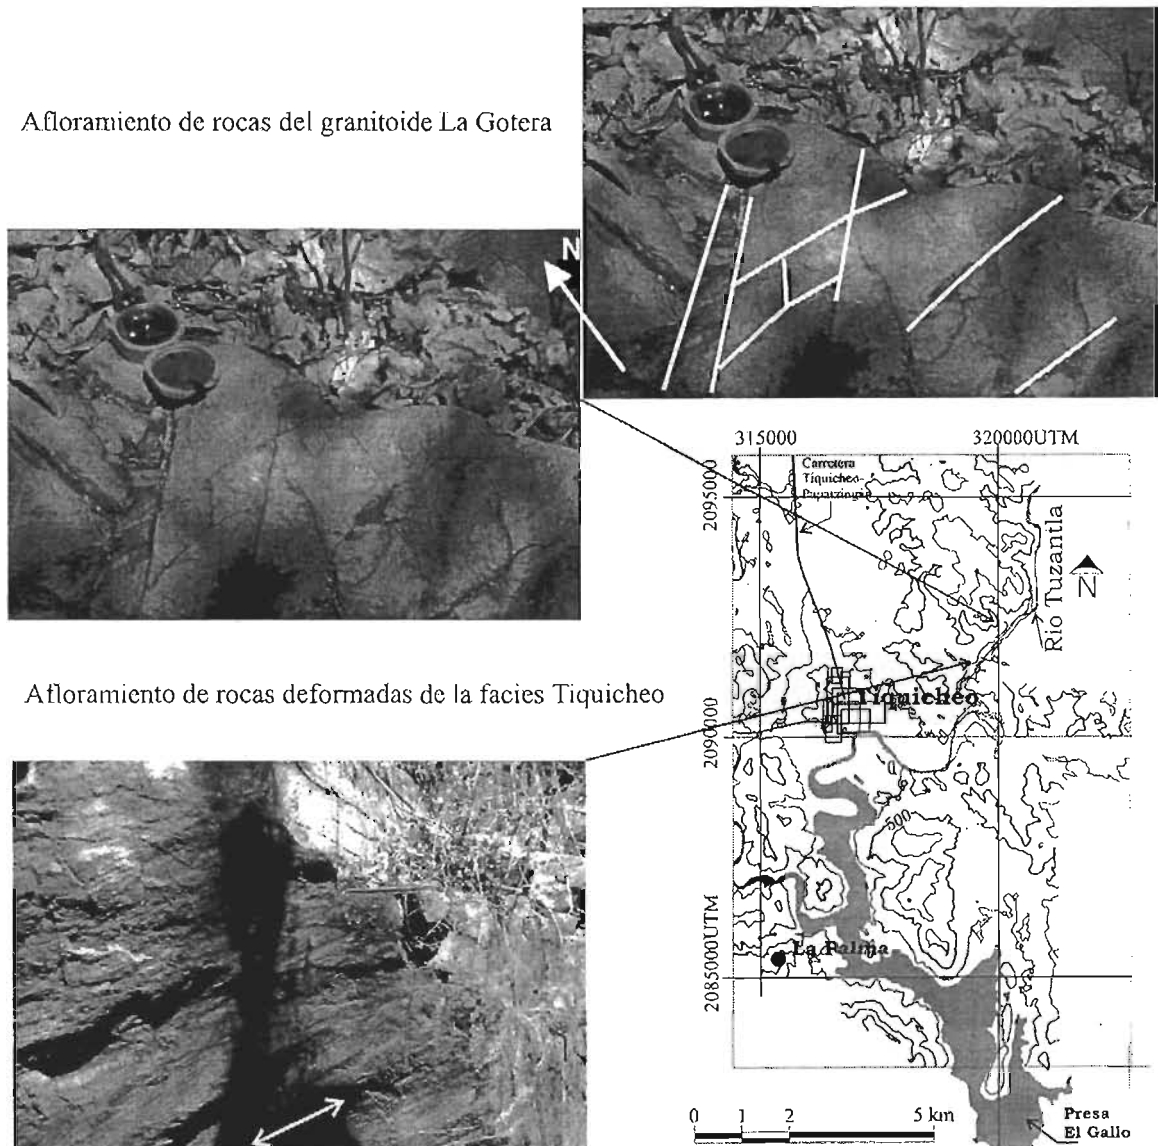 Afloramiento de rocas del granitoide La Gotera
N
315000
320000UTM
Carretera
Tiquicheo-
2095000
Rio Tuzantla
N
Afloramiento de rocas deformadas de la facies Tiquicheo
Tiquicheo
2090000
500
La Palma
2085000UTM
0 1 2 5 km
Presa
El Gallo